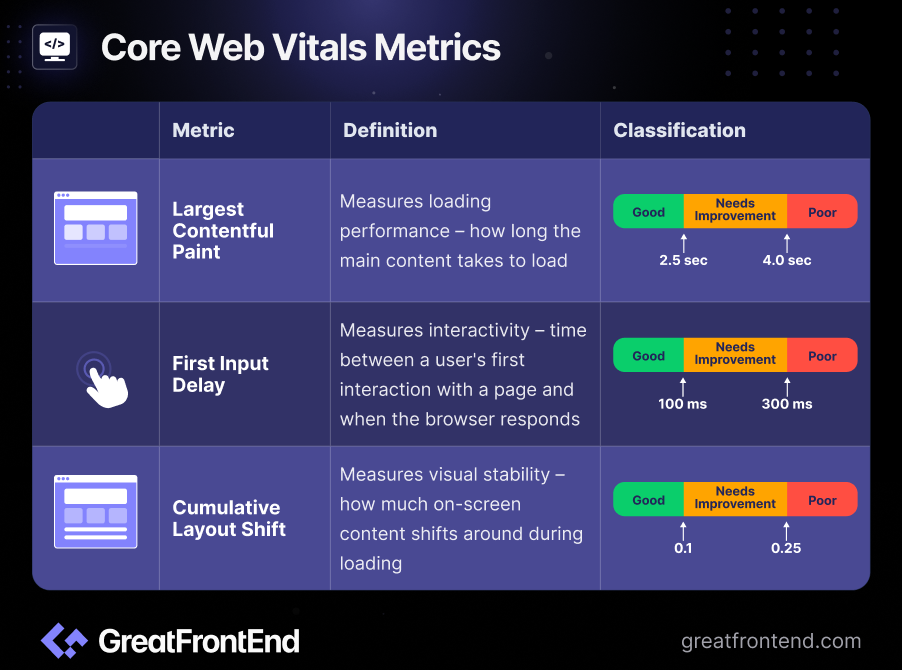 </>
Core Web Vitals Metrics
Metric
Definition
Classification
Largest
Contentful
Paint
Measures loading
performance – how long the
main content takes to load
Good
Needs
Improvement
Poor
2.5 sec
4.0 sec
First Input
Delay
Measures interactivity – time
between a user's first
interaction with a page and
when the browser responds
Good
Needs
Improvement
Poor
100 ms
300 ms
Cumulative
Layout Shift
Measures visual stability –
how much on-screen
content shifts around during
loading
Good
Needs
Improvement
Poor
0.1
0.25
GreatFrontEnd
greatfrontend.com